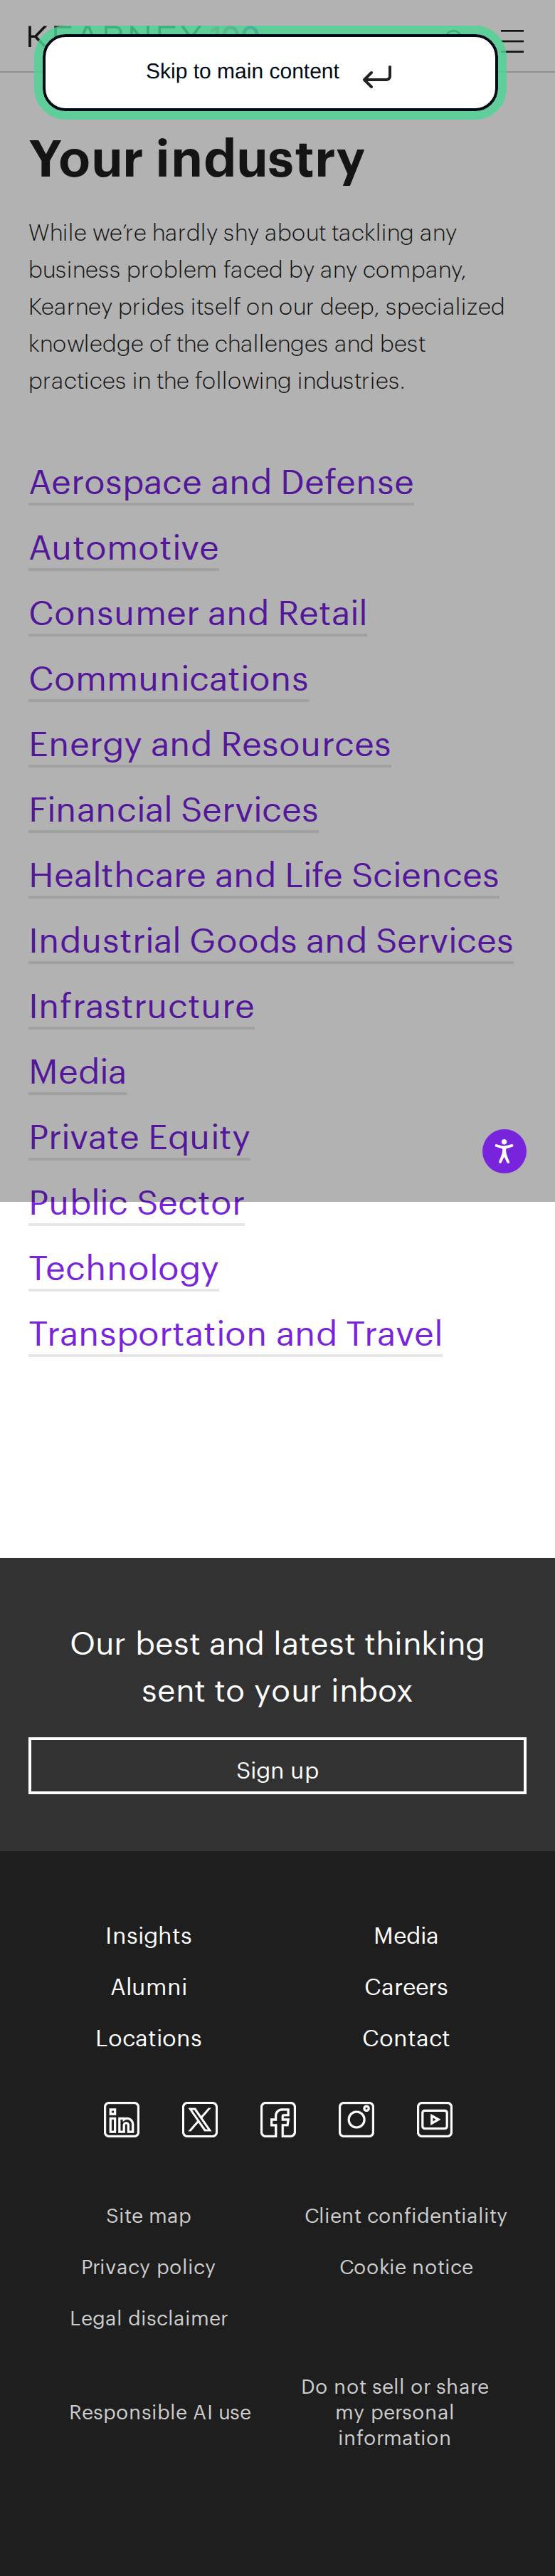 KEARNEY 100
Skip to main content
Your industry
While we're hardly shy about tackling any
business problem faced by any company,
Kearney prides itself on our deep, specialized
knowledge of the challenges and best
practices in the following industries.
Aerospace and Defense
Automotive
Consumer and Retail
Communications
Energy and Resources
Financial Services
Healthcare and Life Sciences
Industrial Goods and Services
Infrastructure
Media
Private Equity
Public Sector
Technology
Transportation and Travel
Our best and latest thinking
sent to your inbox
Sign up
Insights
Media
Alumni
Careers
Locations
Contact
Site map
Client confidentiality
Privacy policy
Cookie notice
Legal disclaimer
Responsible AI use
Do not sell or share
my personal
information